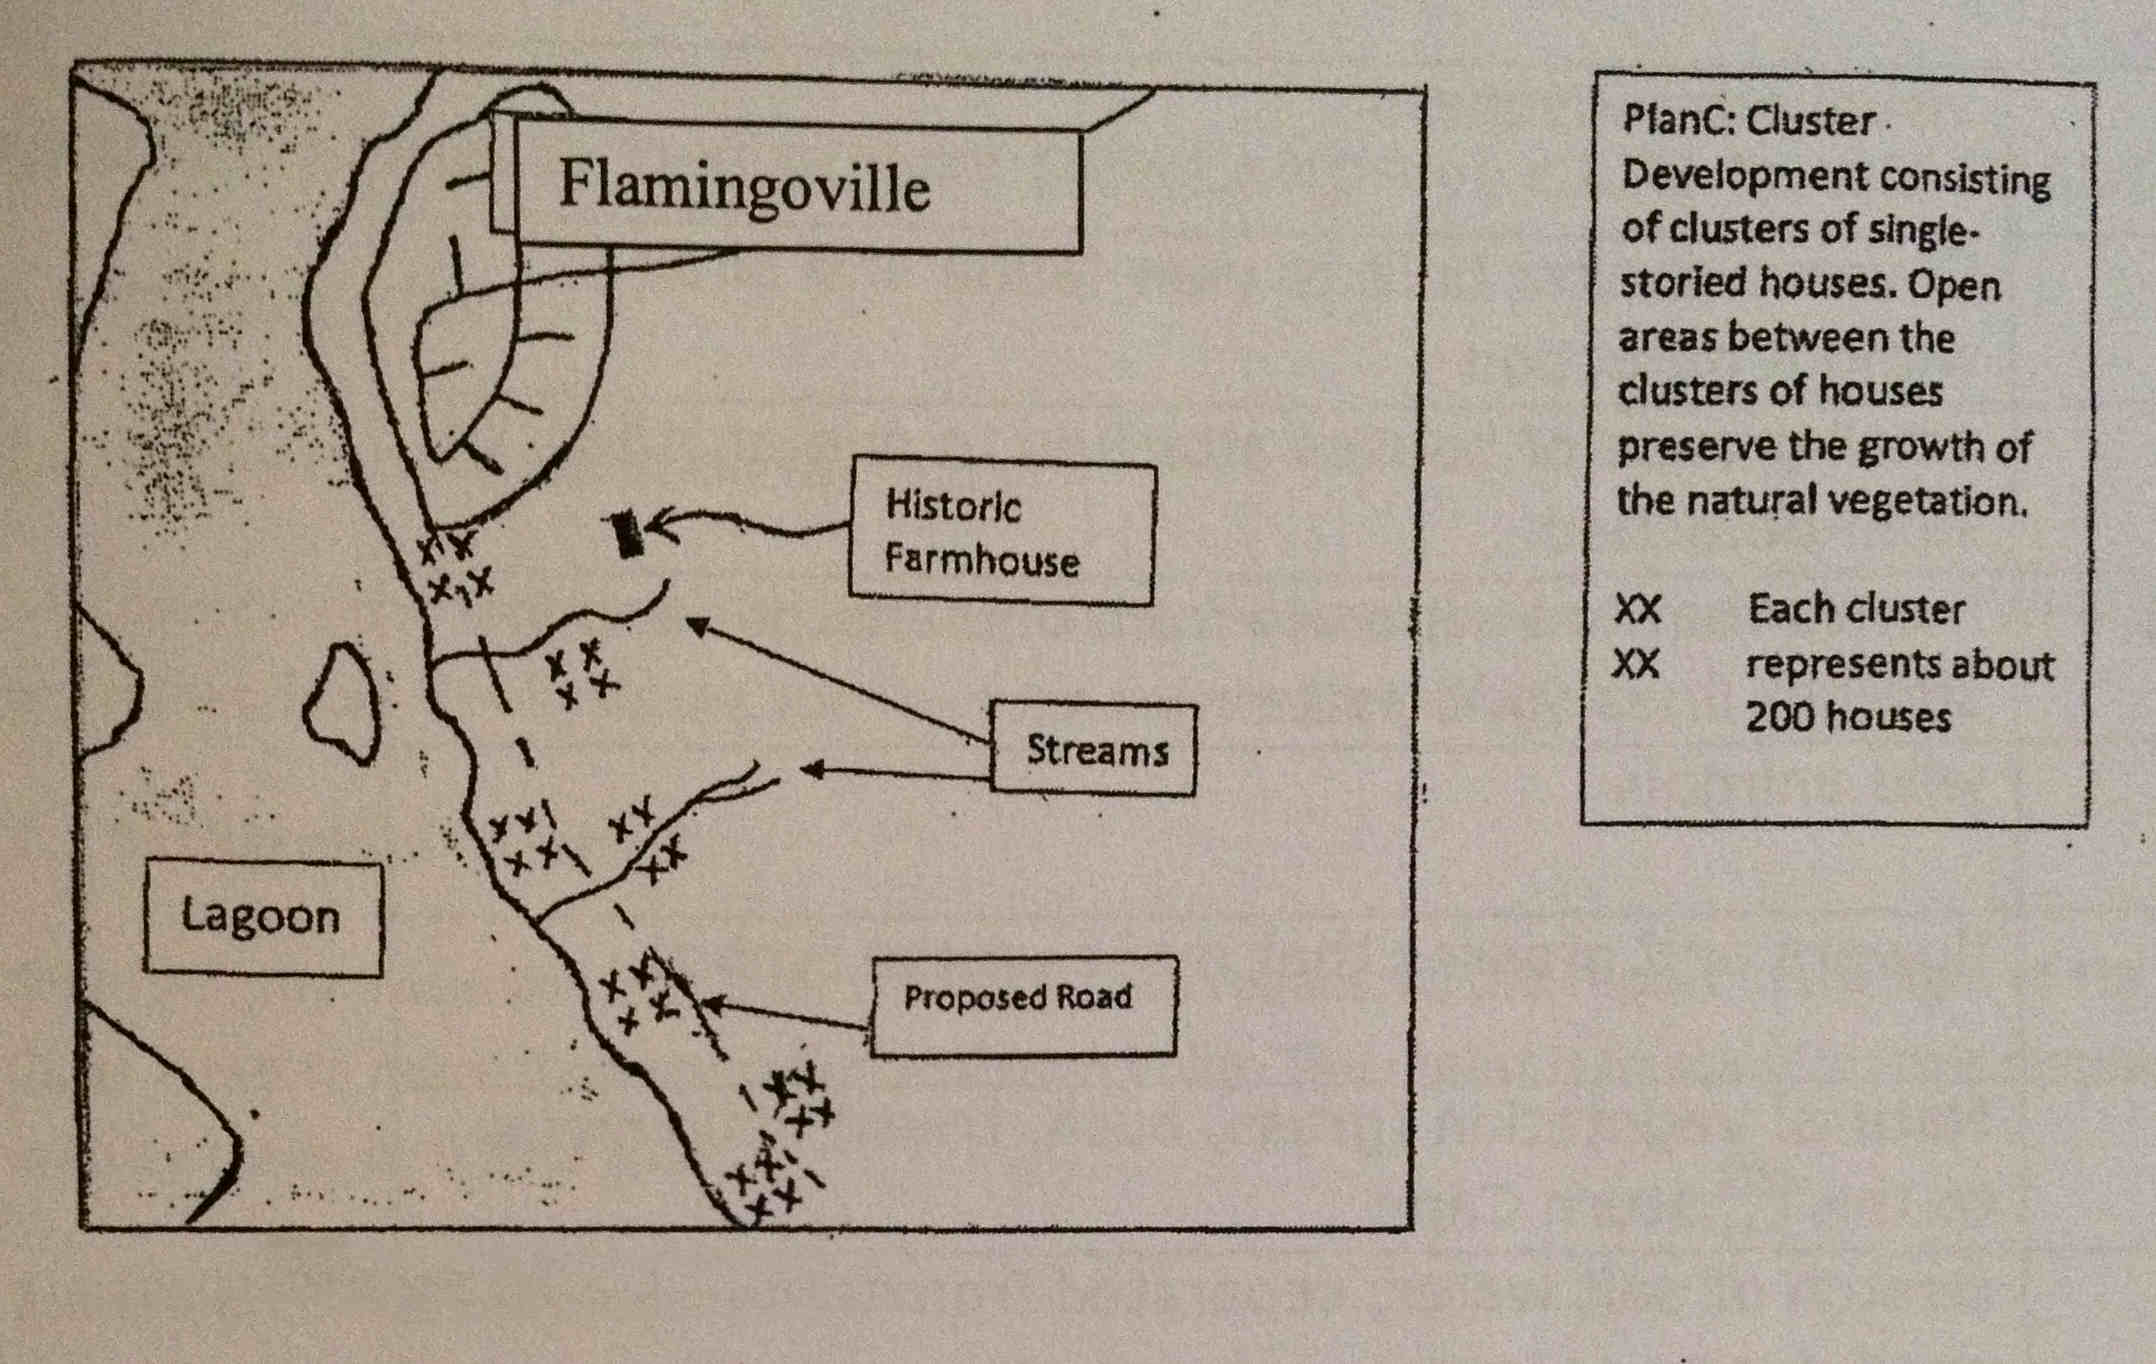 Flamingoville
Historic
Farmhouse
Streams
Lagoon
Proposed Road
PlanC: Cluster
Development consisting
of clusters of single-
storied houses. Open
areas between the
clusters of houses
preserve the growth of
the natural vegetation.
XX Each cluster
XX represents about
200 houses